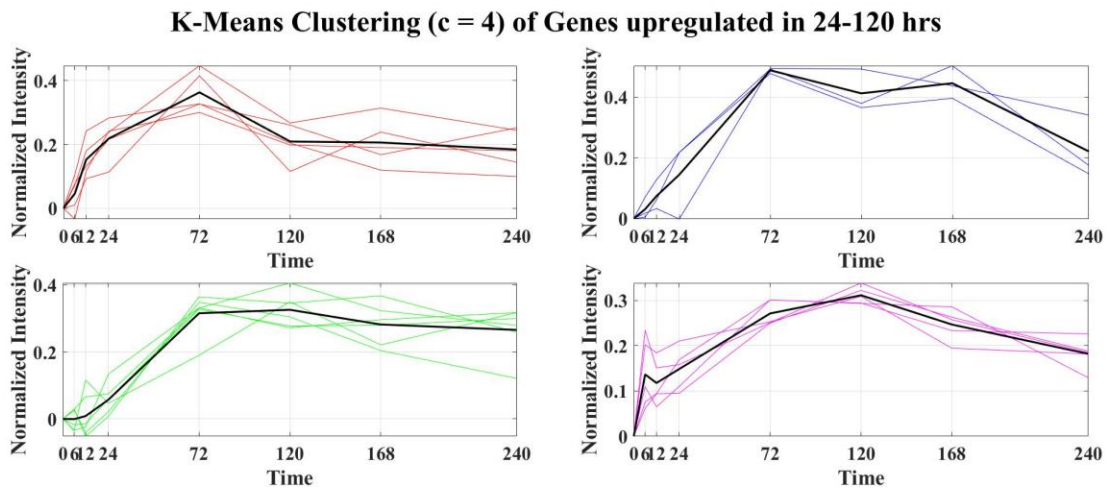 K-Means Clustering (c = 4) of Genes upregulated in 24-120 hrs
Normalized Intensity
0.4
0.2
0
0 6 12 24 72 120 168 240
Time
Normalized Intensity
0.4
0.2
0
0 6 12 24 72 120 168 240
Time
Normalized Intensity
0.4
0.2
0
0 6 12 24 72 120 168 240
Time
Normalized Intensity
0.3
0.2
0.1
0
0 6 12 24 72 120 168 240
Time